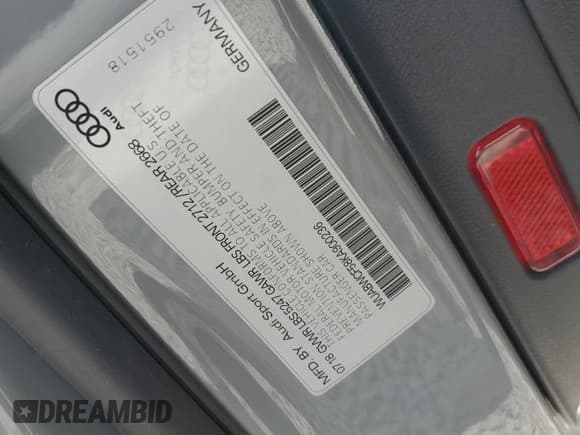 Audi
2951518
GERMANY
MFD. BY Audi Sport GmbH
0718 GVWR LBS5247 GAWR LBS FRONT 2712/REAR 2668
THIS VEHICLE CONFORMS TO ALL APPLICABLE U.S.
FEDERAL MOTOR VEHICLE SAFETY BUMPER AND THEFT
PREVENTION STANDARDS IN EFFECT ON THE DATE OF
MANUFACTURE SHOWN ABOVE
PASSENGER CAR
WUABWCF58KA900236
DREAMBID